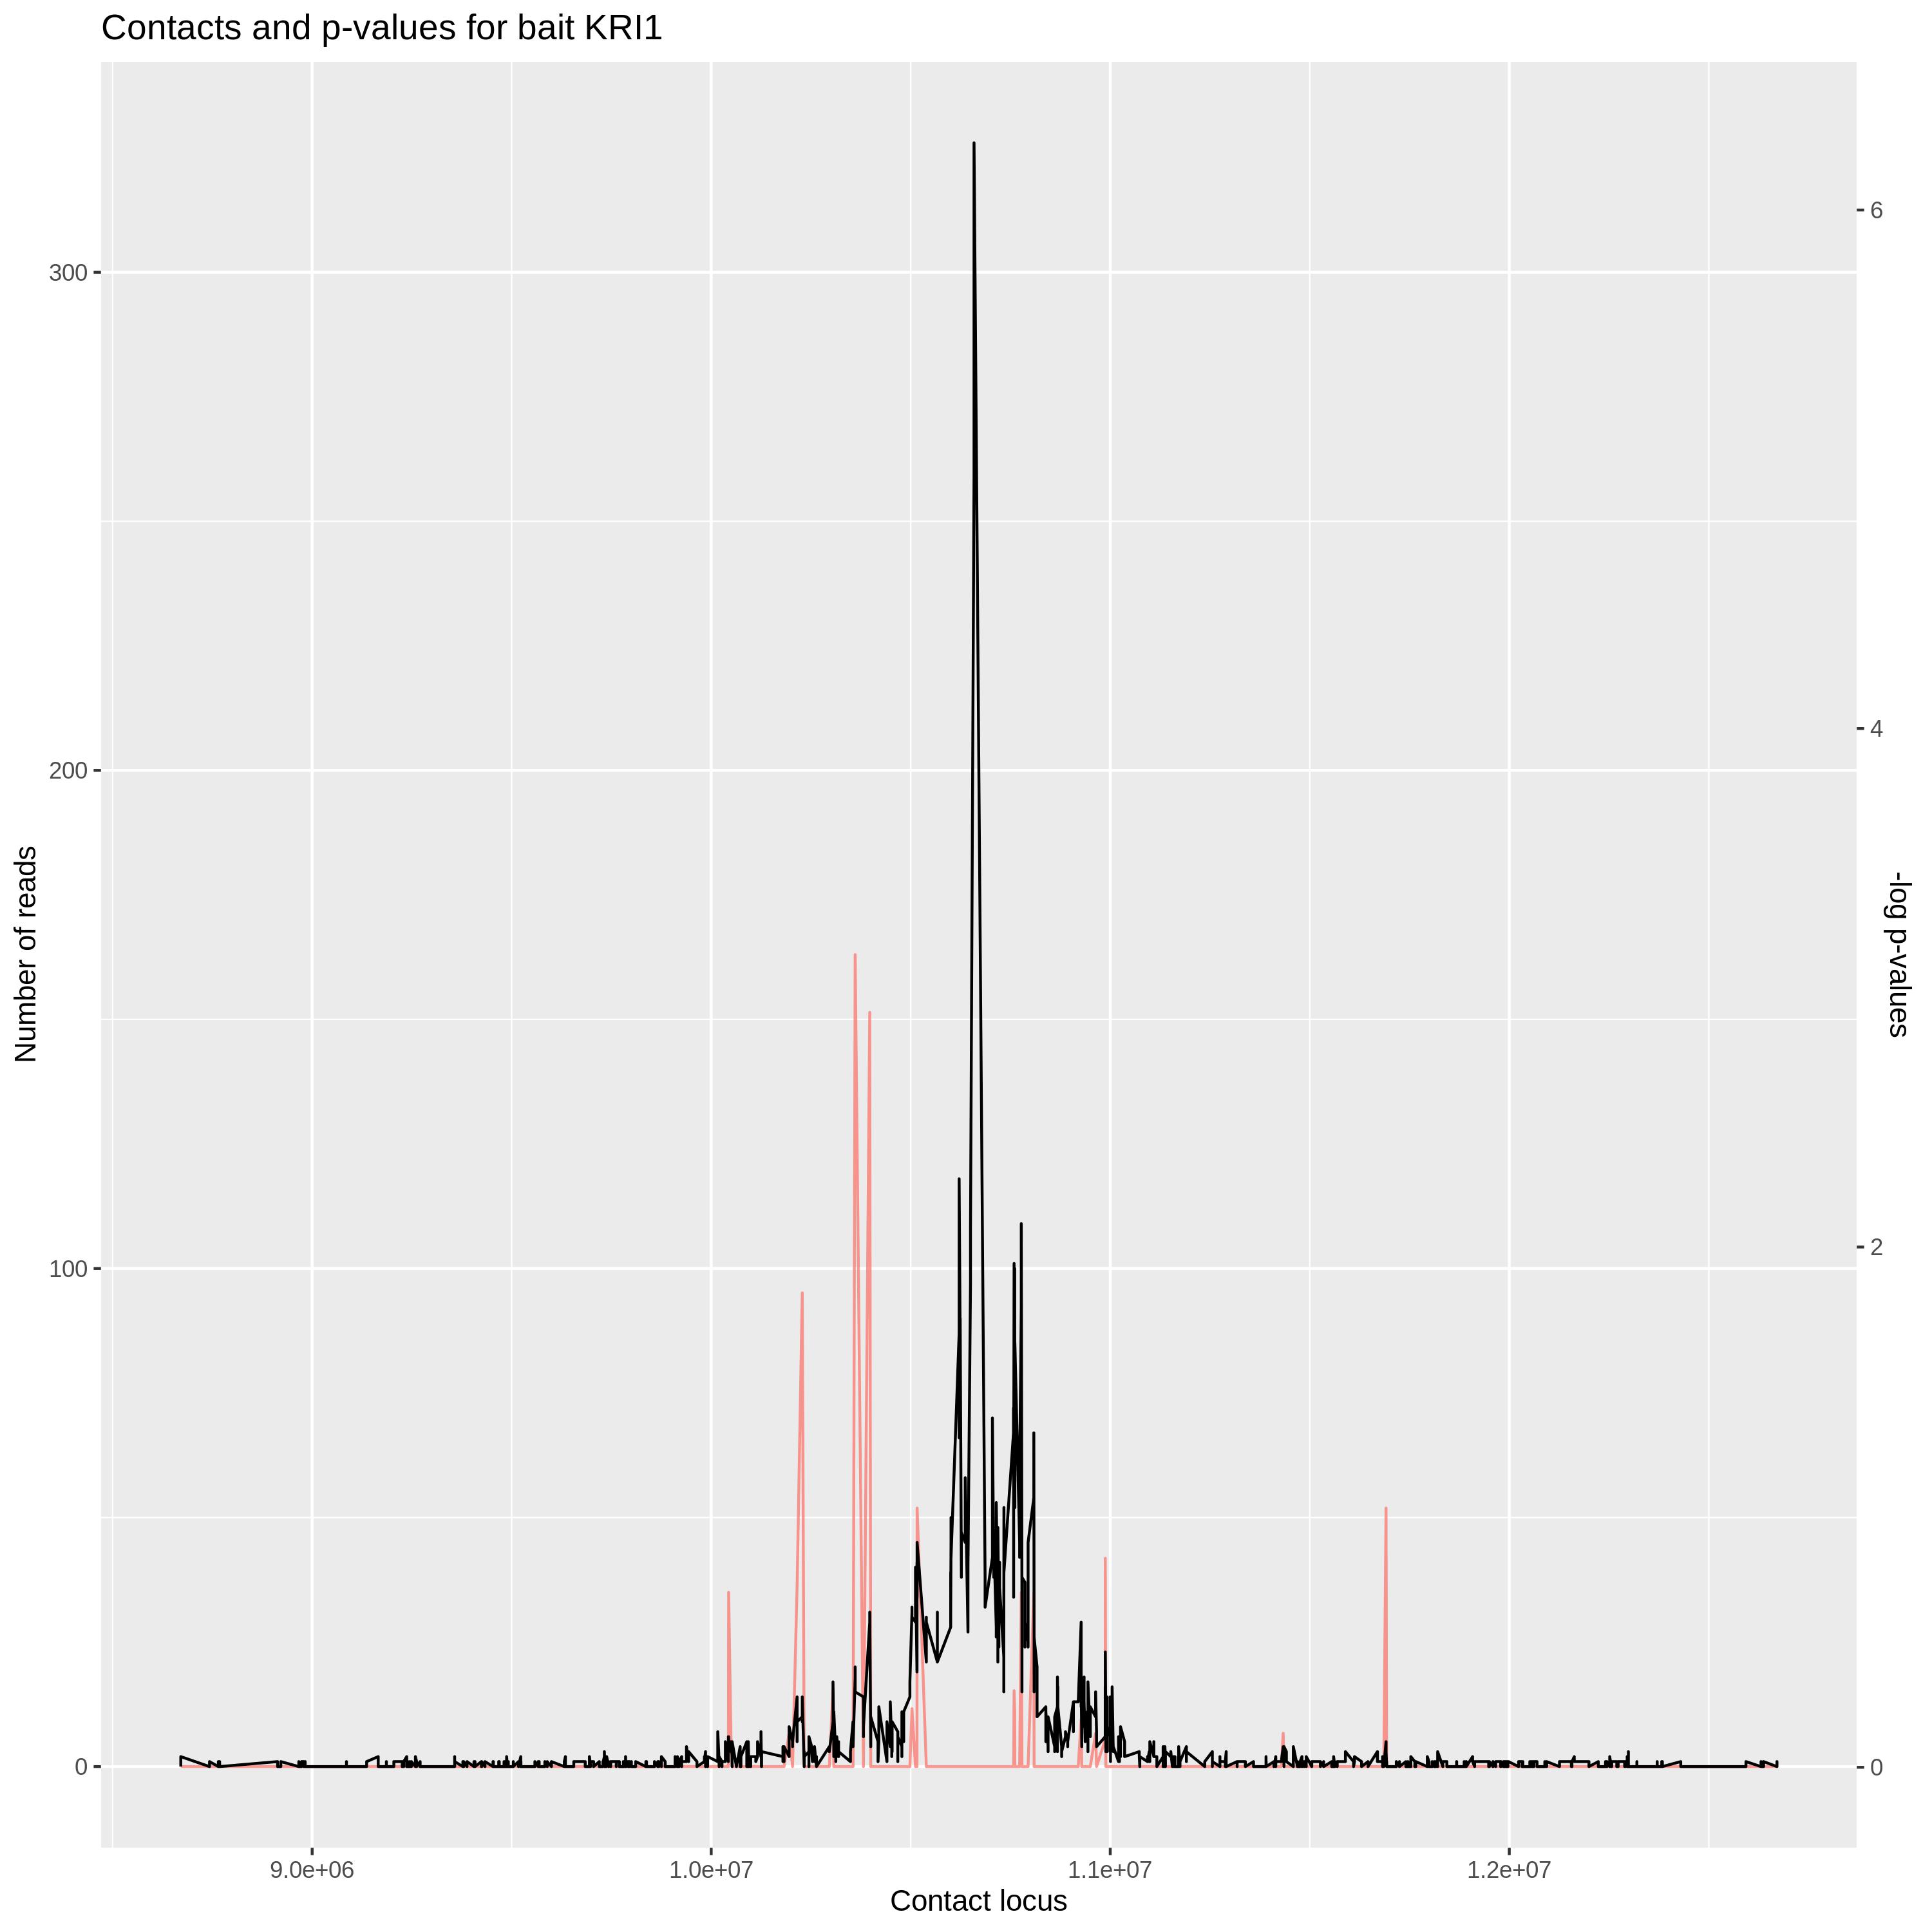 Contacts and p-values for bait KRI1
300
200
100
0
6
4
2
0
Number of reads
-log p-values
9.0e+06
1.0e+07
1.1e+07
1.2e+07
Contact locus